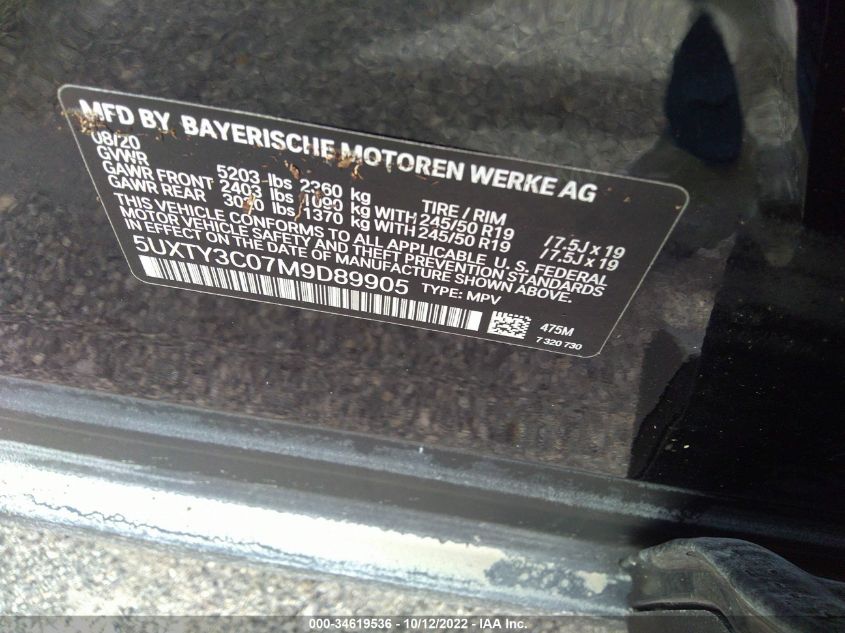 MFD BY BAYERISCHE MOTOREN WERKE AG
08/20
GVWR 5203 lbs 2360 kg TIRE / RIM
GAWR FRONT 2403 lbs 1090 kg WITH 245/50 R19 /7.5J x 19
GAWR REAR 3020 lbs 1370 kg WITH 245/50 R19 /7.5J x 19
THIS VEHICLE CONFORMS TO ALL APPLICABLE U. S. FEDERAL
MOTOR VEHICLE SAFETY AND THEFT PREVENTION STANDARDS
IN EFFECT ON THE DATE OF MANUFACTURE SHOWN ABOVE.
5UXTY3C07M9D89905 TYPE: MPV
475M
7 320 730
000-34619536 - 10/12/2022 - IAA Inc.